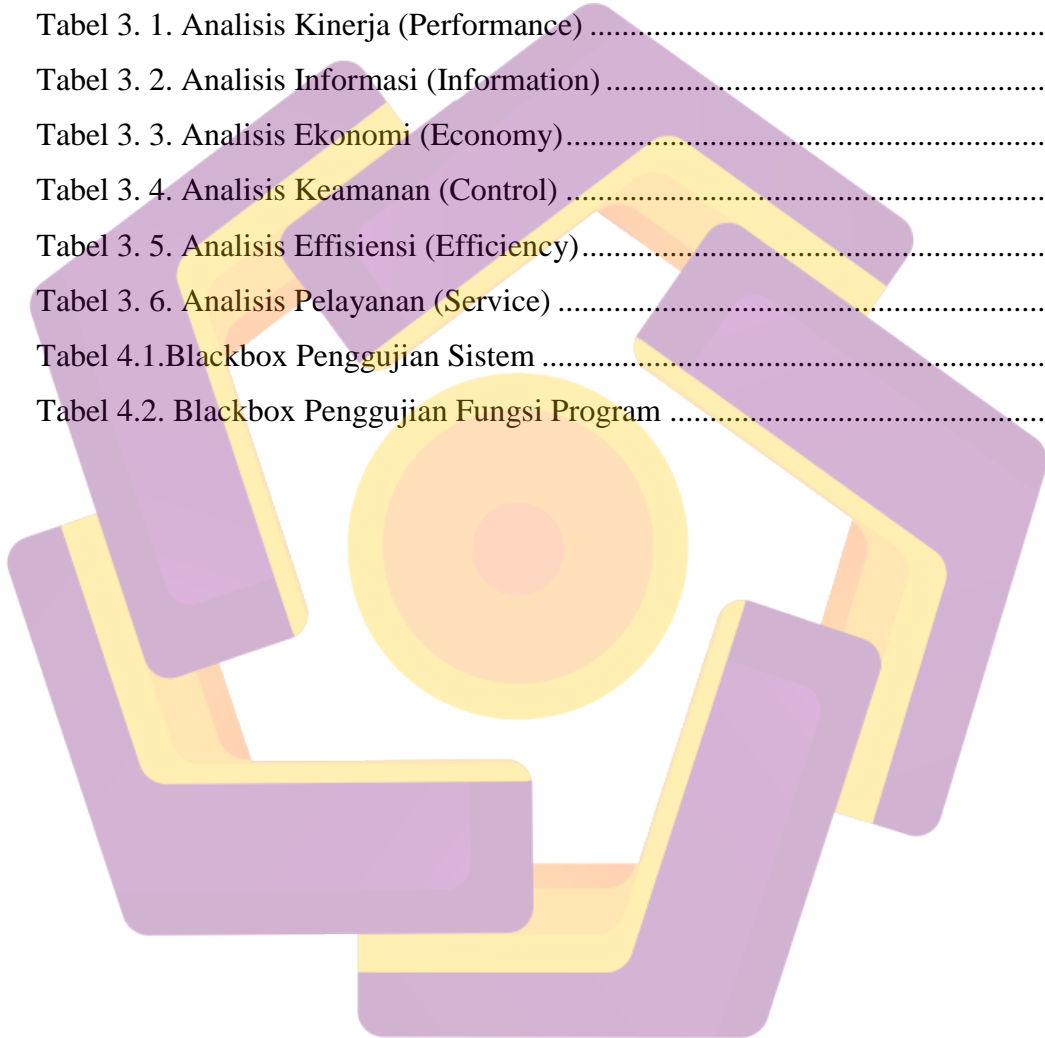 Tabel 3. 1. Analisis Kinerja (Performance) ..........................................................
Tabel 3. 2. Analisis Informasi (Information) ........................................................
Tabel 3. 3. Analisis Ekonomi (Economy).............................................................
Tabel 3. 4. Analisis Keamanan (Control) .............................................................
Tabel 3. 5. Analisis Effisiensi (Efficiency)...........................................................
Tabel 3. 6. Analisis Pelayanan (Service) ..............................................................
Tabel 4.1.Blackbox Penggujian Sistem ................................................................
Tabel 4.2. Blackbox Penggujian Fungsi Program ................................................